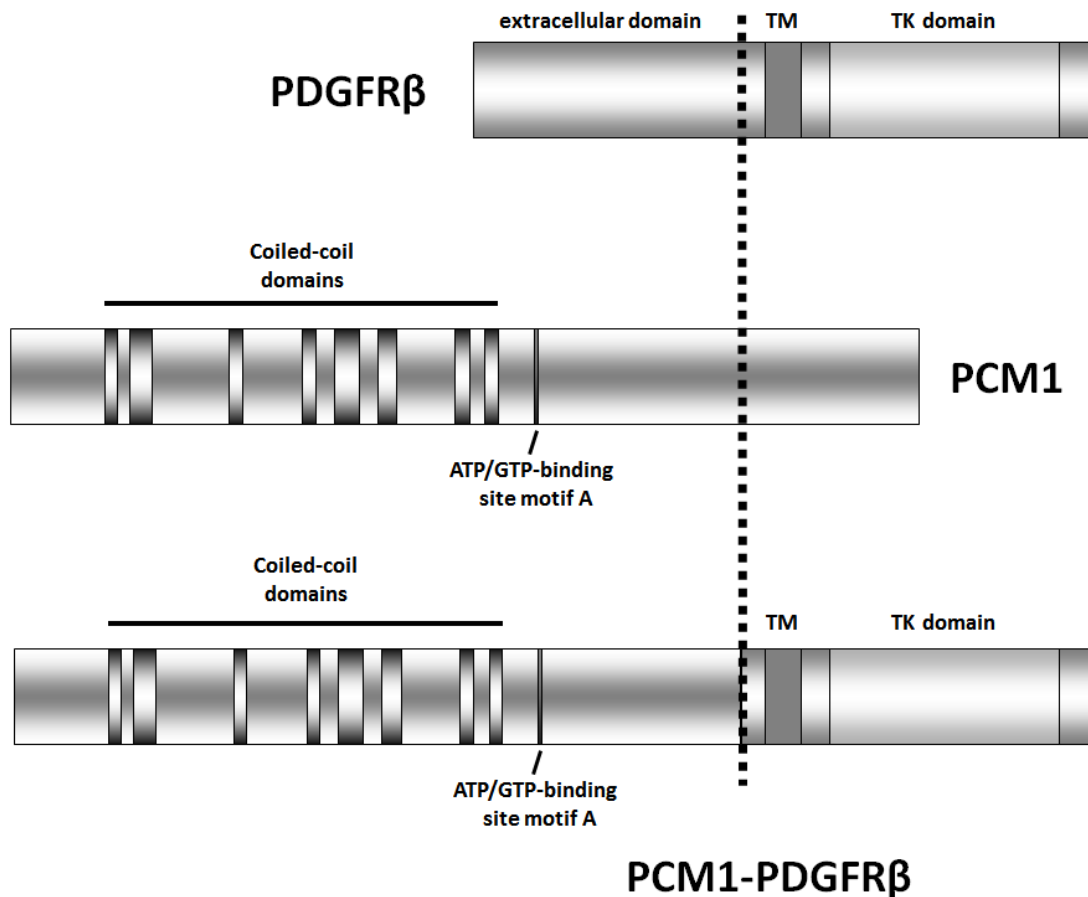 extracellular domain TM TK domain
PDGFRβ
Coiled-coil
domains
PCM1
ATP/GTP-binding
site motif A
Coiled-coil
domains
TM TK domain
ATP/GTP-binding
site motif A
PCM1-PDGFRβ